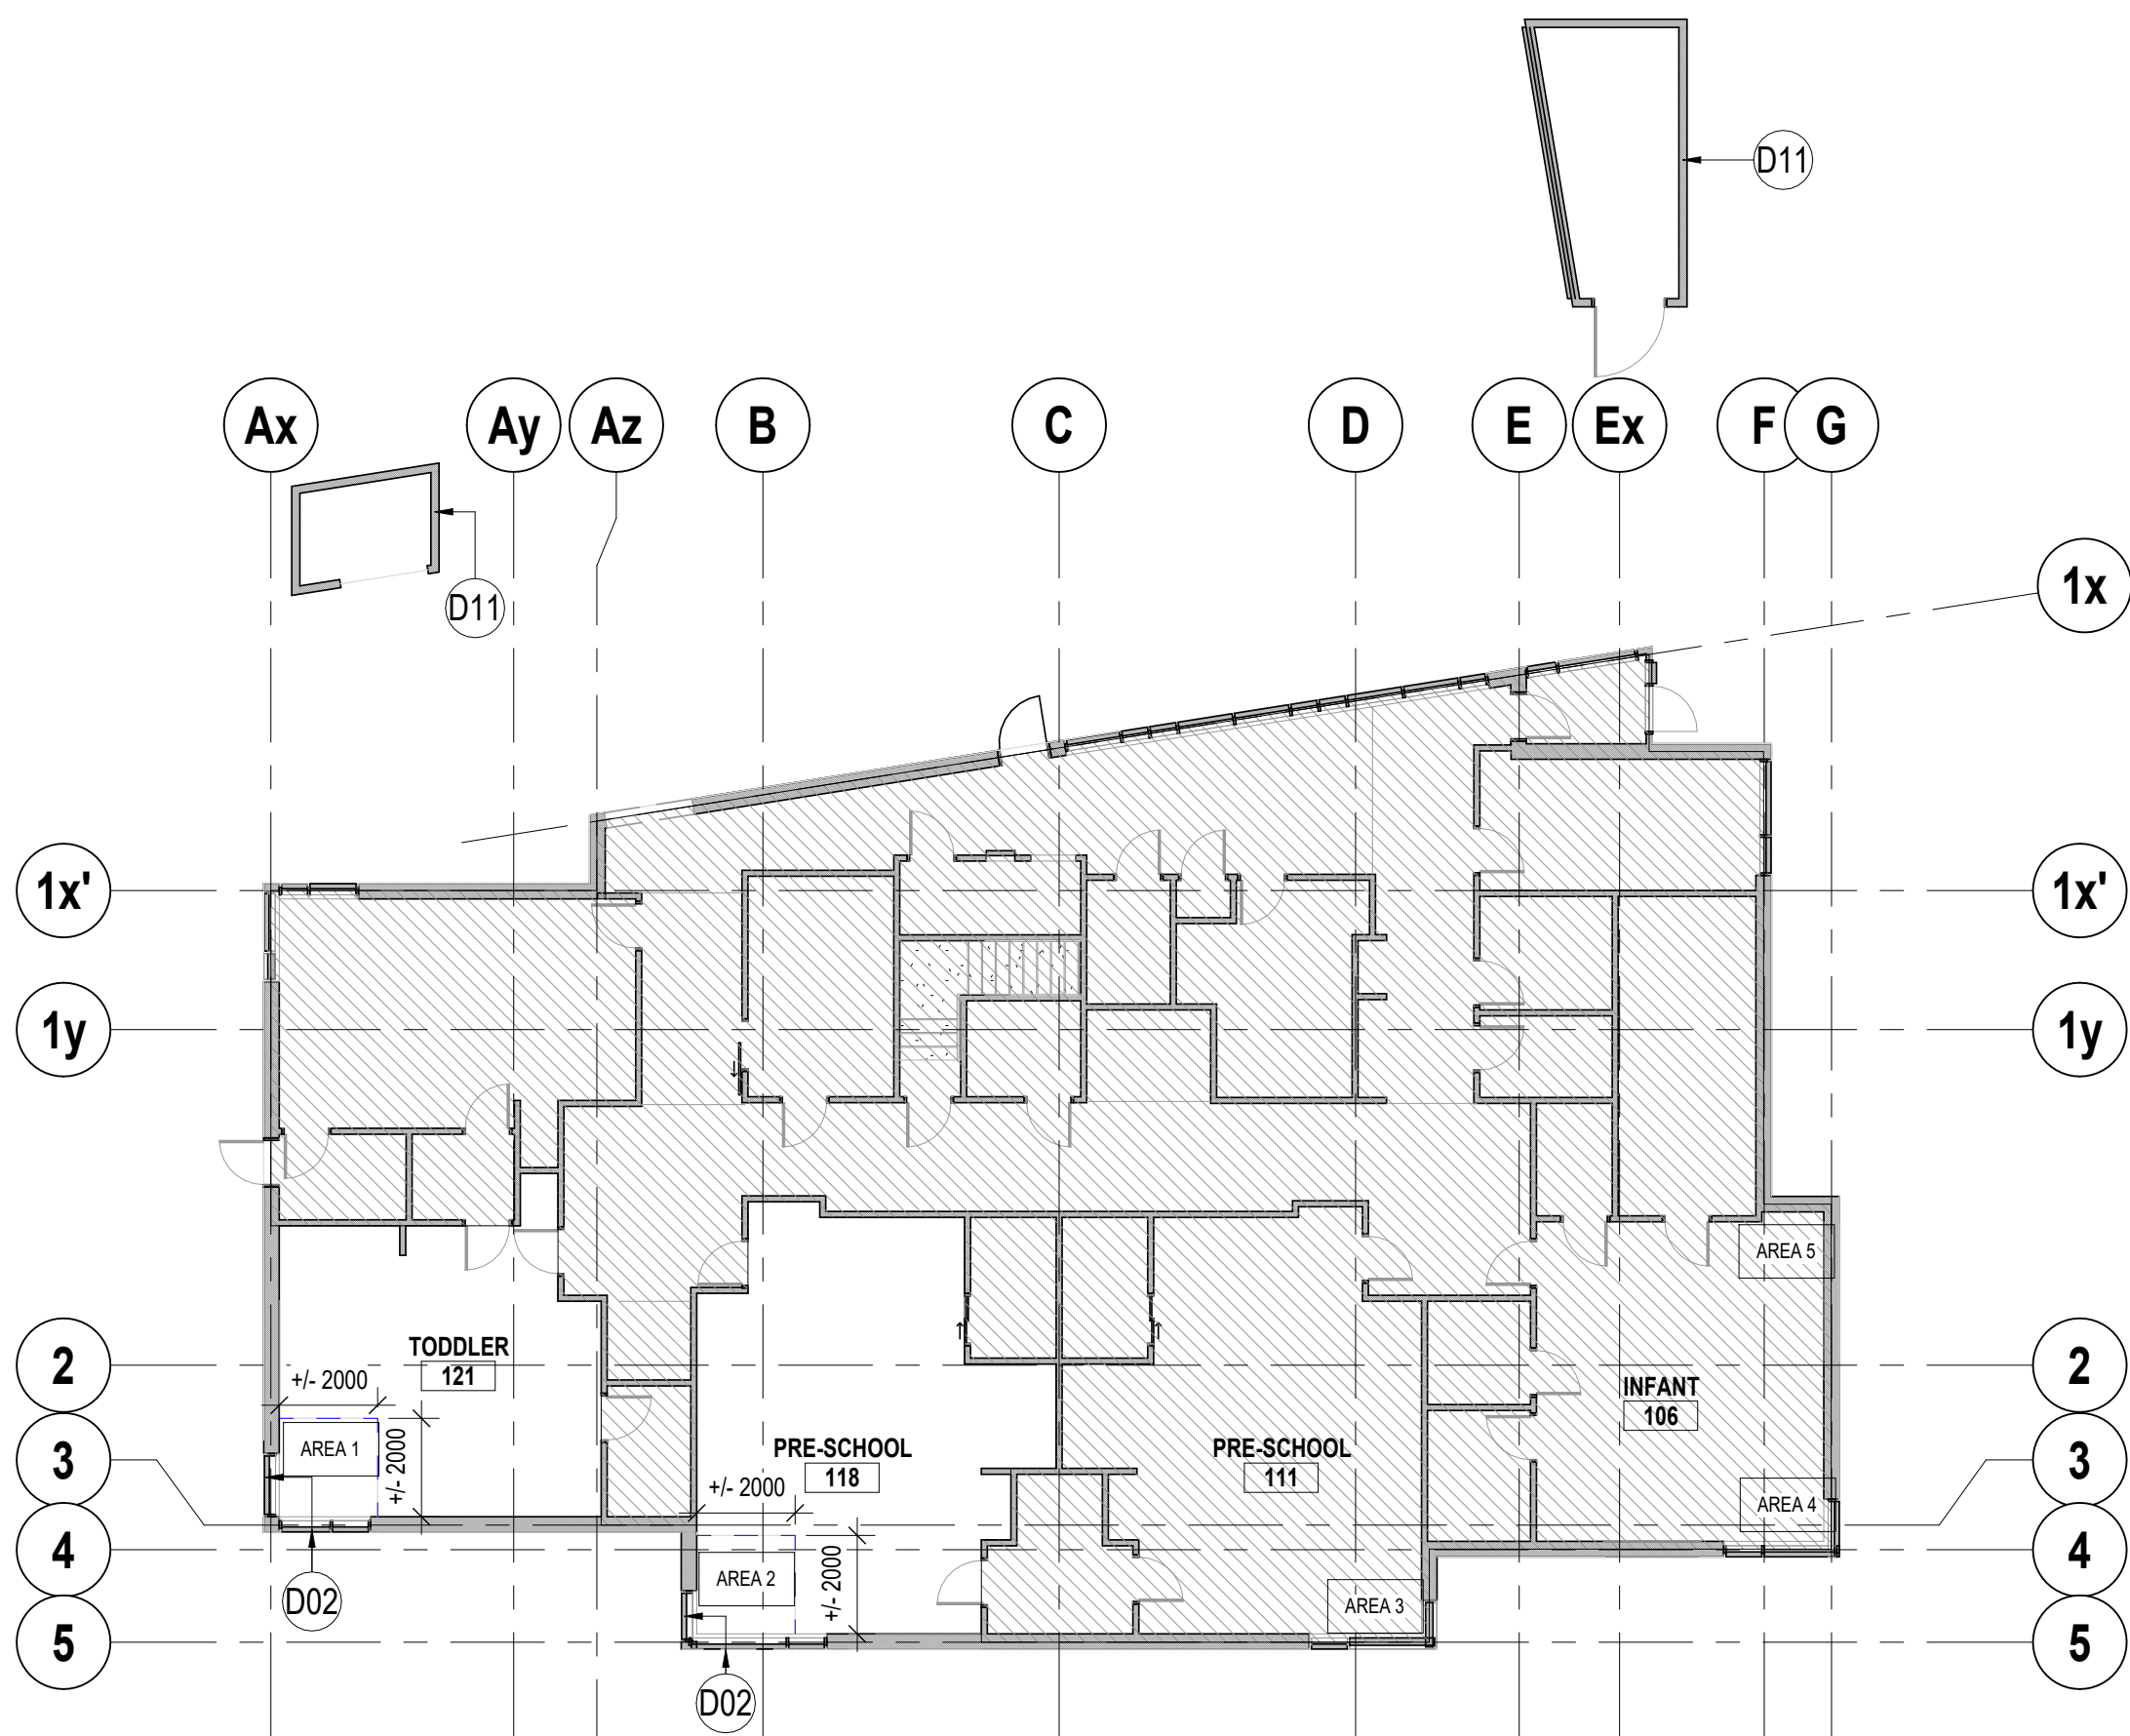 D11
Ax Ay Az B C D E Ex F G
D11
1x
1x' 1x'
1y 1y
AREA 5
TODDLER
121
2 2
+/- 2000
INFANT
106
AREA 1
+/- 2000
PRE-SCHOOL
118
PRE-SCHOOL
111
3 3
+/- 2000
AREA 4
4 4
AREA 2
+/- 2000
D02
AREA 3
5 5
D02